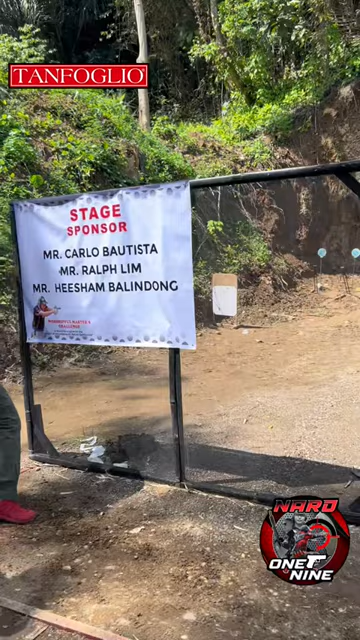 TANFOGLIO
STAGE
SPONSOR
MR. CARLO BAUTISTA
MR. RALPH LIM
MR. HEESHAM BALINDONG
NARD
ONE
NINE